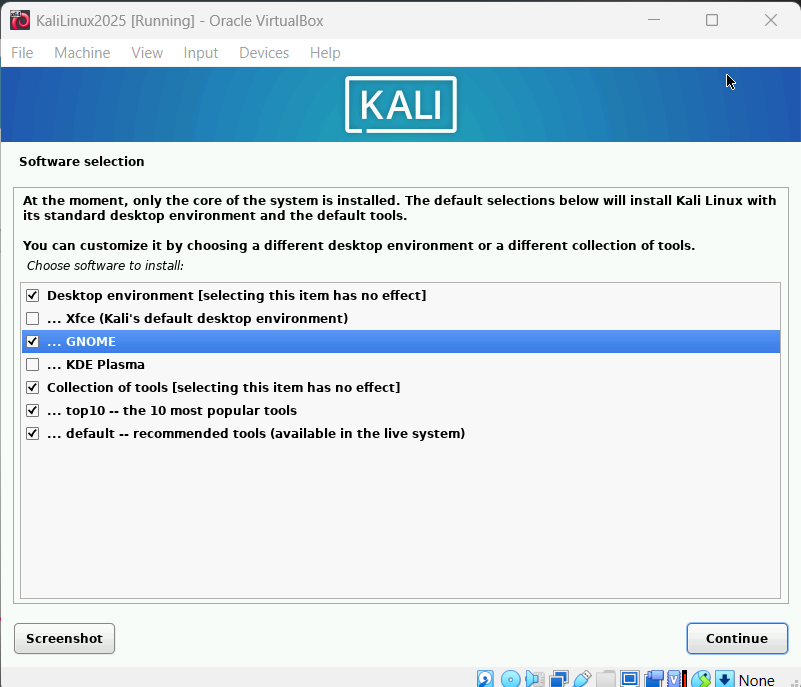 KaliLinux2025 [Running] - Oracle VirtualBox
File Machine View Input Devices Help
KALI
Software selection
At the moment, only the core of the system is installed. The default selections below will install Kali Linux with
its standard desktop environment and the default tools.
You can customize it by choosing a different desktop environment or a different collection of tools.
Choose software to install:
Desktop environment [selecting this item has no effect]
... Xfce (Kali's default desktop environment)
... GNOME
... KDE Plasma
Collection of tools [selecting this item has no effect]
... top10 -- the 10 most popular tools
... default -- recommended tools (available in the live system)
Screenshot Continue
None